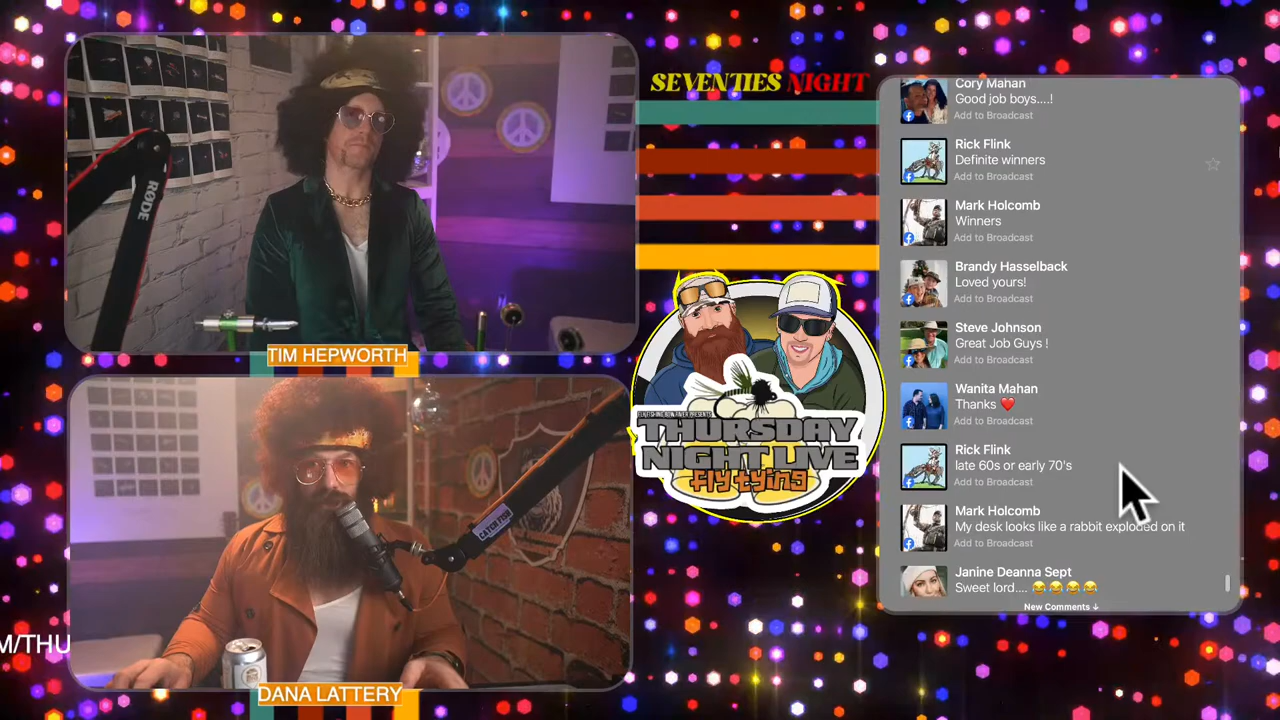 SEVENTIES NIGHT
RØDE
TIM HEPWORTH
CATCH FISH
M/THU
DANA LATTERY
THURSDAY
NIGHT LIVE
fly tying
Cory Mahan
Good job boys....!
Add to Broadcast
Rick Flink
Definite winners
Add to Broadcast
Mark Holcomb
Winners
Add to Broadcast
Brandy Hasselback
Loved yours!
Add to Broadcast
Steve Johnson
Great Job Guys !
Add to Broadcast
Wanita Mahan
Thanks ❤️
Add to Broadcast
Rick Flink
late 60s or early 70's
Add to Broadcast
Mark Holcomb
My desk looks like a rabbit exploded on it
Add to Broadcast
Janine Deanna Sept
Sweet lord.... 😂😂😂😂
New Comments ↓